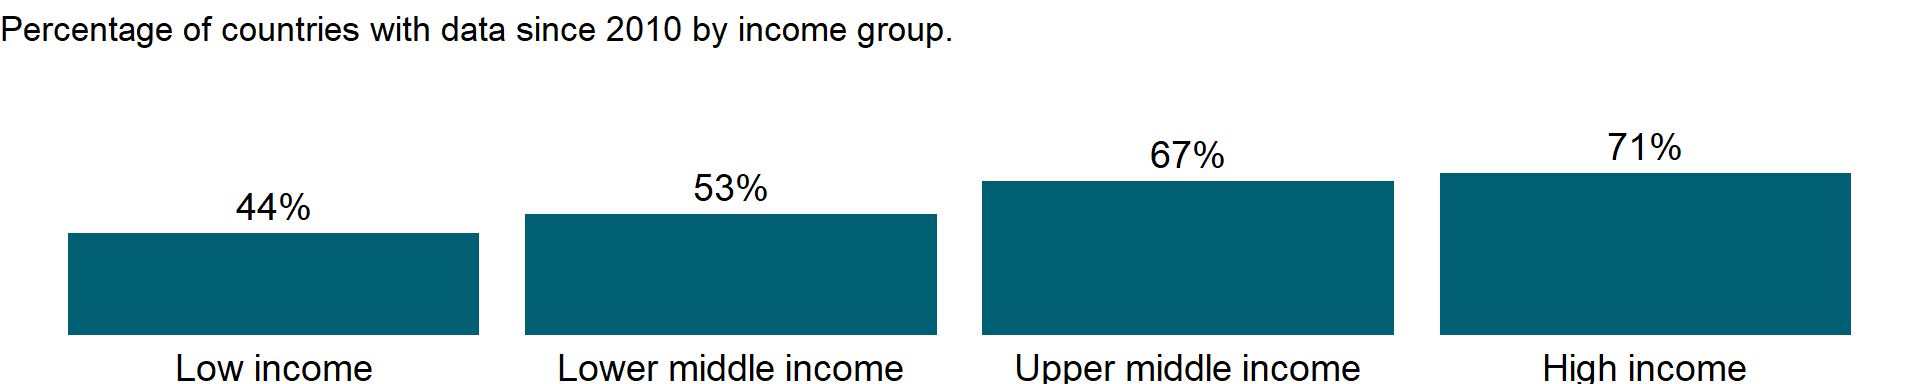 Percentage of countries with data since 2010 by income group.
44%
53%
67%
71%
Low income
Lower middle income
Upper middle income
High income